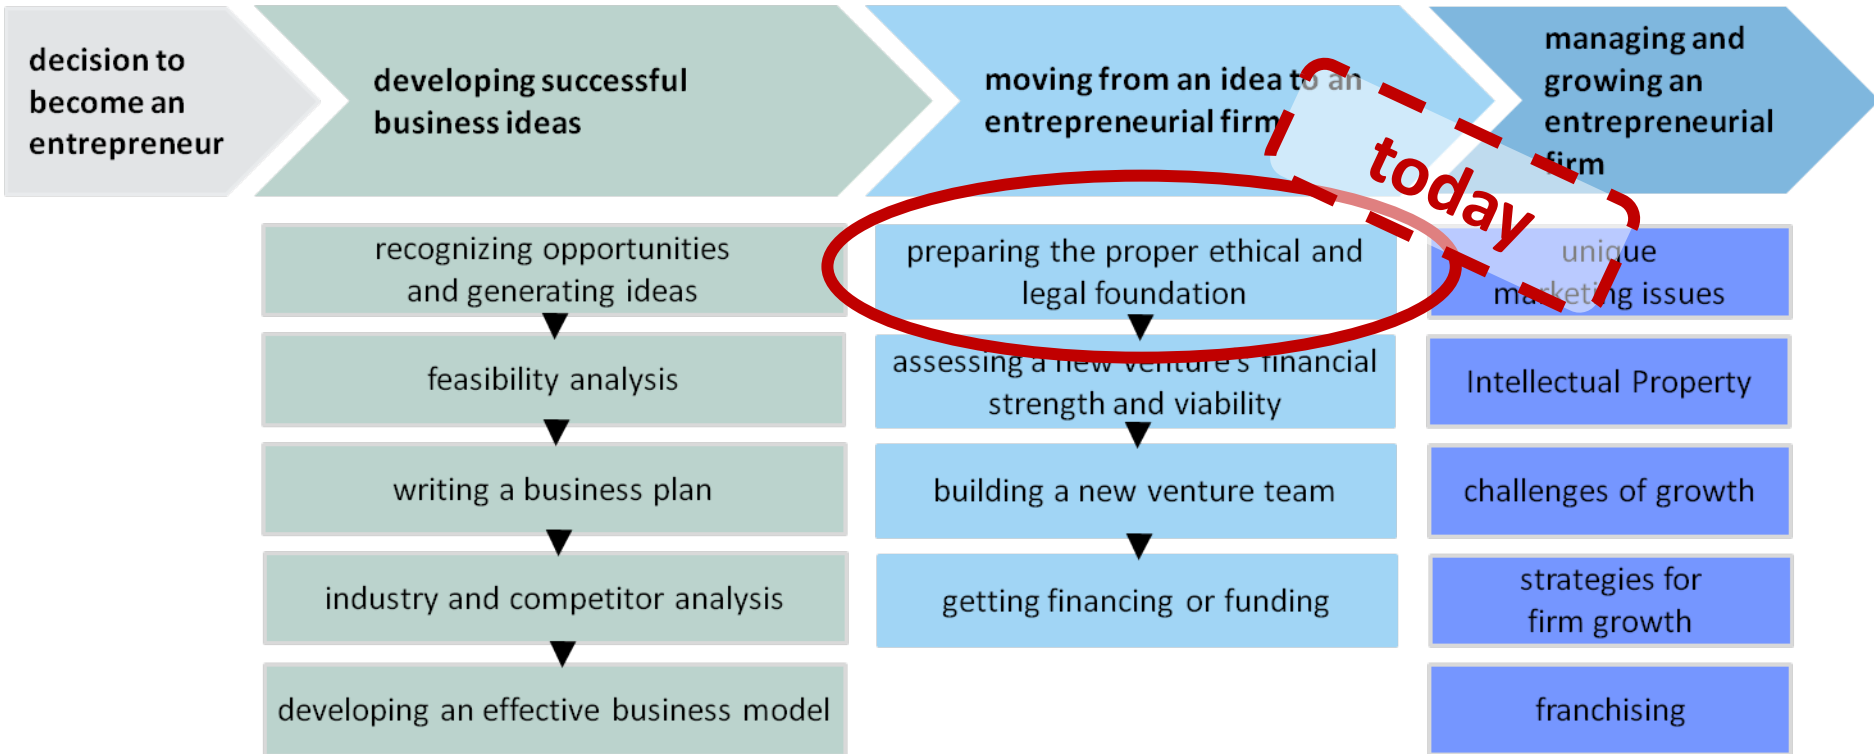 decision to
become an
entrepreneur
developing successful
business ideas
moving from an idea to an
entrepreneurial firm
managing and
growing an
entrepreneurial
firm
today
recognizing opportunities
and generating ideas
feasibility analysis
writing a business plan
industry and competitor analysis
developing an effective business model
preparing the proper ethical and
legal foundation
assessing a new venture's financial
strength and viability
building a new venture team
getting financing or funding
unique
marketing issues
Intellectual Property
challenges of growth
strategies for
firm growth
franchising